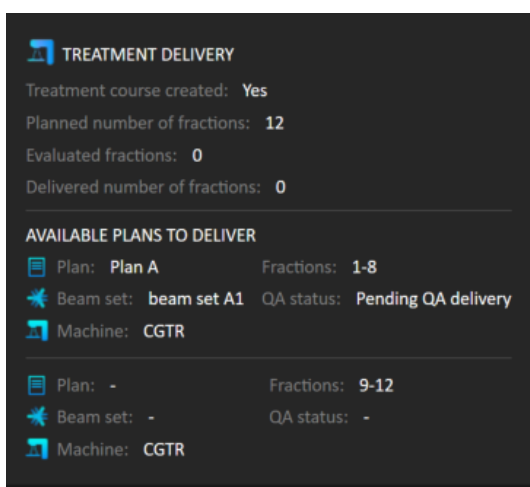 TREATMENT DELIVERY
Treatment course created: Yes
Planned number of fractions: 12
Evaluated fractions: 0
Delivered number of fractions: 0
AVAILABLE PLANS TO DELIVER
Plan: Plan A Fractions: 1-8
Beam set: beam set A1 QA status: Pending QA delivery
Machine: CGTR
Plan: - Fractions: 9-12
Beam set: - QA status: -
Machine: CGTR